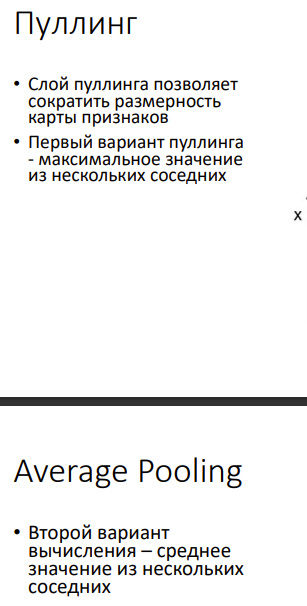 Пуллинг
• Слой пуллинга позволяет
сократить размерность
карты признаков
• Первый вариант пуллинга
- максимальное значение
из нескольких соседних
x
Average Pooling
• Второй вариант
вычисления – среднее
значение из нескольких
соседних